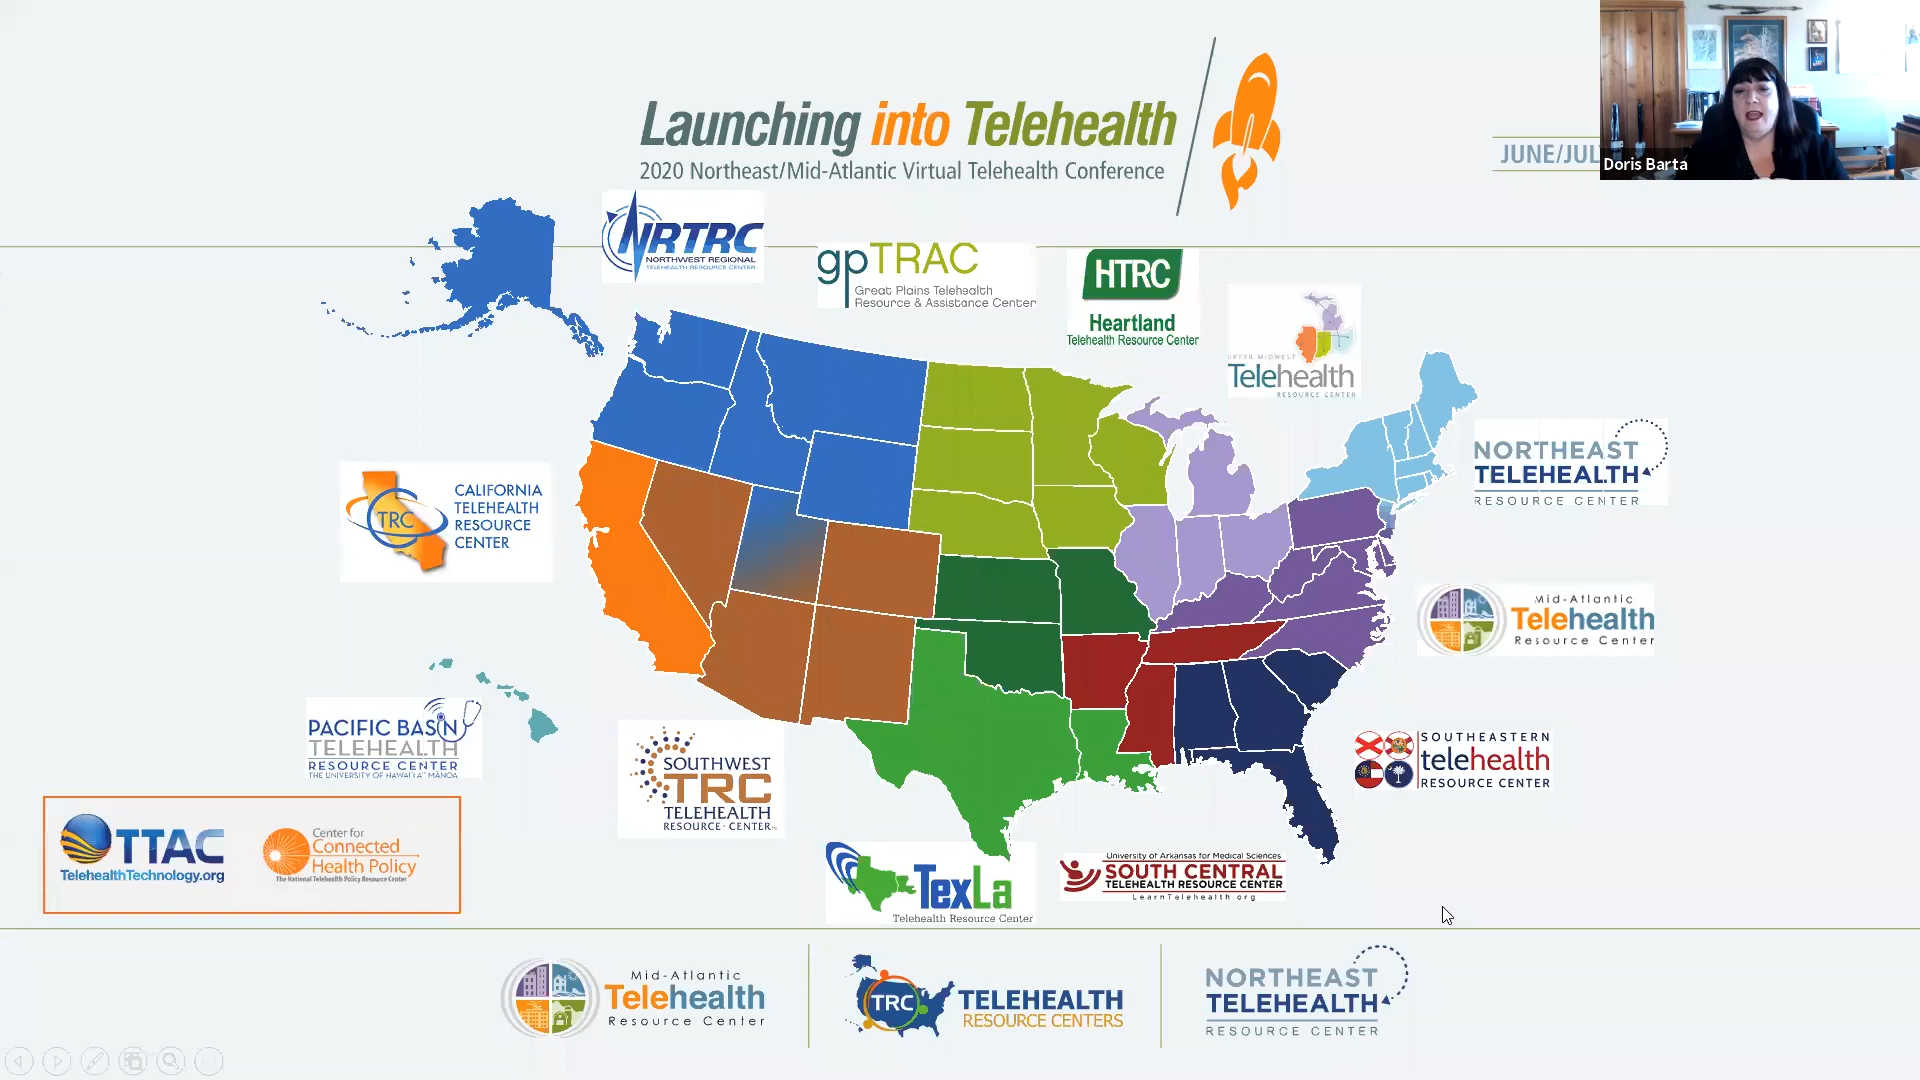 Launching into Telehealth
2020 Northeast/Mid-Atlantic Virtual Telehealth Conference
JUNE/JUL
Doris Barta
NRTRC
NORTHWEST REGIONAL
TELEHEALTH RESOURCE CENTER
gpTRAC
Great Plains Telehealth
Resource & Assistance Center
HTRC
Heartland
Telehealth Resource Center
UPPER MIDWEST
Telehealth
RESOURCE CENTER
NORTHEAST
TELEHEALTH
RESOURCE CENTER
TRC
CALIFORNIA
TELEHEALTH
RESOURCE
CENTER
Mid-Atlantic
Telehealth
Resource Center
PACIFIC BASIN
TELEHEALTH
RESOURCE CENTER
THE UNIVERSITY OF HAWAI'I AT MĀNOA
SOUTHWEST
TRC
TELEHEALTH
RESOURCE · CENTER
SOUTHEASTERN
telehealth
RESOURCE CENTER
TTAC
TelehealthTechnology.org
Center for
Connected
Health Policy
The National Telehealth Policy Resource Center
TexLa
Telehealth Resource Center
University of Arkansas for Medical Sciences
SOUTH CENTRAL
TELEHEALTH RESOURCE CENTER
LearnTelehealth.org
Mid-Atlantic
Telehealth
Resource Center
TRC
TELEHEALTH
RESOURCE CENTERS
NORTHEAST
TELEHEALTH
RESOURCE CENTER